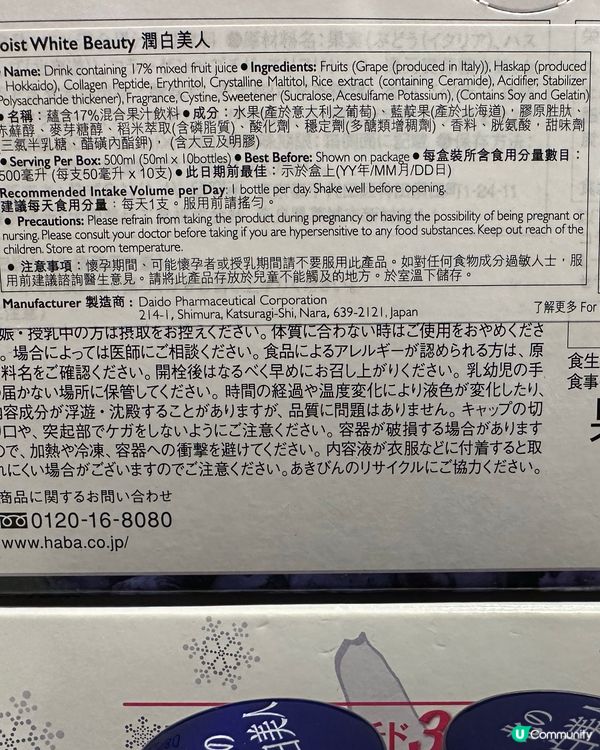 oist White Beauty 潤白美人
● Name: Drink containing 17% mixed fruit juice ● Ingredients: Fruits (Grape (produced in Italy)), Haskap (produced
Hokkaido), Collagen Peptide, Erythritol, Crystalline Maltitol, Rice extract (containing Ceramide), Acidifier, Stabilizer
Polysaccharide thickener), Fragrance, Cystine, Sweetener (Sucralose, Acesulfame Potassium), (Contains Soy and Gelatin)
● 名稱：蘊含17%混合果汁飲料 ● 成分：水果(產於意大利之葡萄)、藍靛果(產於北海道)，膠原胜肽、
赤蘚醇、麥芽糖醇、稻米萃取(含磷脂質)、酸化劑、穩定劑(多醣類增稠劑)，香料、胱氨酸，甜味劑
三氯半乳糖、醋磺內酯鉀)，(含大豆及明膠)
● Serving Per Box: 500ml (50ml x 10bottles) ● Best Before: Shown on package ● 每盒裝所含食用分量數目：
500毫升 (每支50毫升 x 10支) ● 此日期前最佳：示於盒上(YY年/MM月/DD日)
Recommended Intake Volume per Day: 1 bottle per day. Shake well before opening.
建議每天食用分量：每天1支。服用前請搖勻。
● Precautions: Please refrain from taking the product during pregnancy or having the possibility of being pregnant or
nursing. Please consult your doctor before taking if you are hypersensitive to any food substances. Keep out reach of the
children. Store at room temperature.
● 注意事項：懷孕期間、可能懷孕者或授乳期間請不要服用此產品。如對任何食物成分過敏人士，服
用前建議諮詢醫生意見。請將此產品存放於兒童不能觸及的地方。於室溫下儲存。
Manufacturer 製造商： Daido Pharmaceutical Corporation
214-1, Shimura, Katsuragi-Shi, Nara, 639-2121, Japan
了解更多 For
娠・授乳中の方は摂取をお控えください。体質に合わない時はご使用をおやめくださ
。場合によっては医師にご相談ください。食品によるアレルギーが認められる方は、原
料名をご確認ください。開栓後はなるべく早めにお召し上がりください。乳幼児の手
の届かない場所に保管してください。時間の経過や温度変化により液色が変化したり、
内容成分が浮遊・沈殿することがありますが、品質に問題はありません。キャップの切
り口や、突起部でケガをしないようにご注意ください。容器が破損する場合があります
ので、加熱や冷凍、容器への衝撃を避けてください。内容液が衣服などに付着すると取
れにくい場合がございますのでご注意ください。あきびんのリサイクルにご協力ください。
食生
食事
商品に関するお問い合わせ
0120-16-8080
www.haba.co.jp/
ド3
の
白美人
U Community